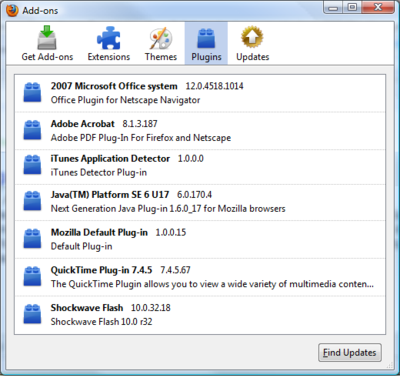 Add-ons
Get Add-ons Extensions Themes Plugins Updates
2007 Microsoft Office system 12.0.4518.1014
Office Plugin for Netscape Navigator
Adobe Acrobat 8.1.3.187
Adobe PDF Plug-In For Firefox and Netscape
iTunes Application Detector 1.0.0.0
iTunes Detector Plug-in
Java(TM) Platform SE 6 U17 6.0.170.4
Next Generation Java Plug-in 1.6.0_17 for Mozilla browsers
Mozilla Default Plug-in 1.0.0.15
Default Plug-in
QuickTime Plug-in 7.4.5 7.4.5.67
The QuickTime Plugin allows you to view a wide variety of multimedia conten...
Shockwave Flash 10.0.32.18
Shockwave Flash 10.0 r32
Find Updates